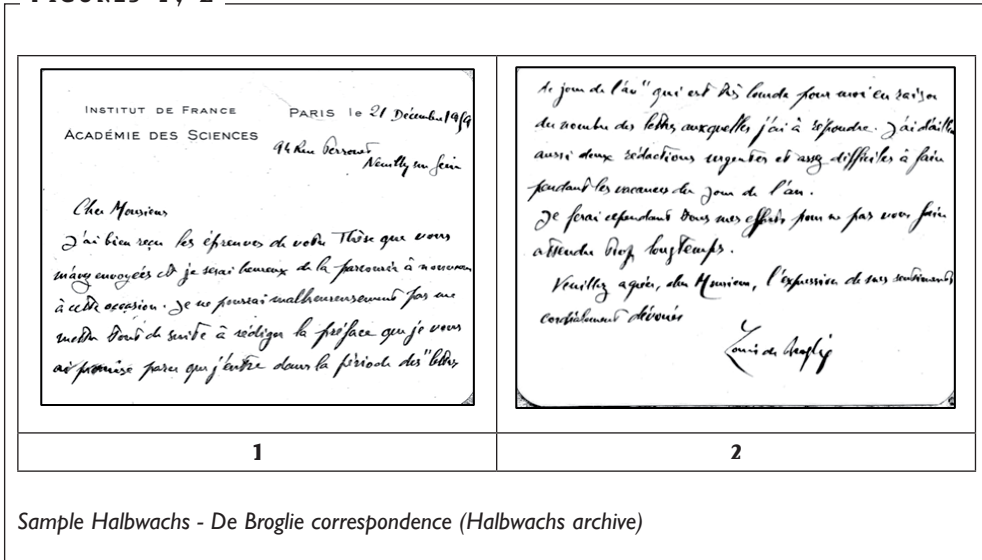 FIGURES 1, 2
INSTITUT DE FRANCE
ACADÉMIE DES SCIENCES
PARIS le 21 Décembre 1959
94 Rue Perronet
Neuilly sur Seine
Cher Monsieur
J'ai bien reçu les épreuves de votre Thèse que vous
m'avez envoyées et je serai heureux de la parcourir à nouveau
à cette occasion. Je ne pourrai malheureusement pas me
mettre tout de suite à rédiger la préface que je vous
ai promise parce que j'entre dans la période des "lettres
de jour de l'an" qui est très lourde pour moi en raison
du nombre des lettres auxquelles j'ai à répondre. J'ai d'ailleurs
aussi deux rédactions urgentes et assez difficiles à faire
pendant les vacances du Jour de l'an.
Je ferai cependant tous mes efforts pour ne pas vous faire
attendre trop longtemps.
Veuillez agréer, cher Monsieur, l'expression de mes sentiments
cordialement dévoués
Louis de Broglie
1
2
Sample Halbwachs - De Broglie correspondence (Halbwachs archive)